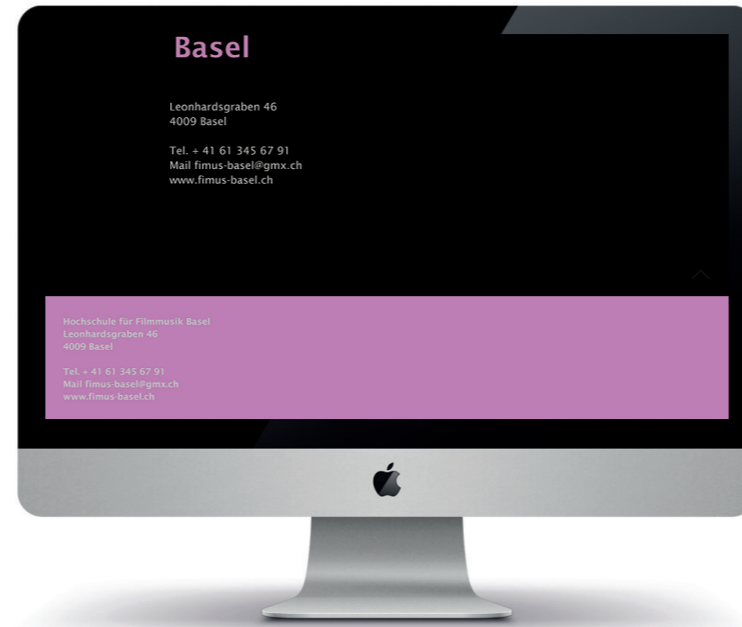 Basel
Leonhardsgraben 46
4009 Basel
Tel. + 41 61 345 67 91
Mail fimus-basel@gmx.ch
www.fimus-basel.ch
Hochschule für Filmmusik Basel
Leonhardsgraben 46
4009 Basel
Tel. + 41 61 345 67 91
Mail fimus-basel@gmx.ch
www.fimus-basel.ch